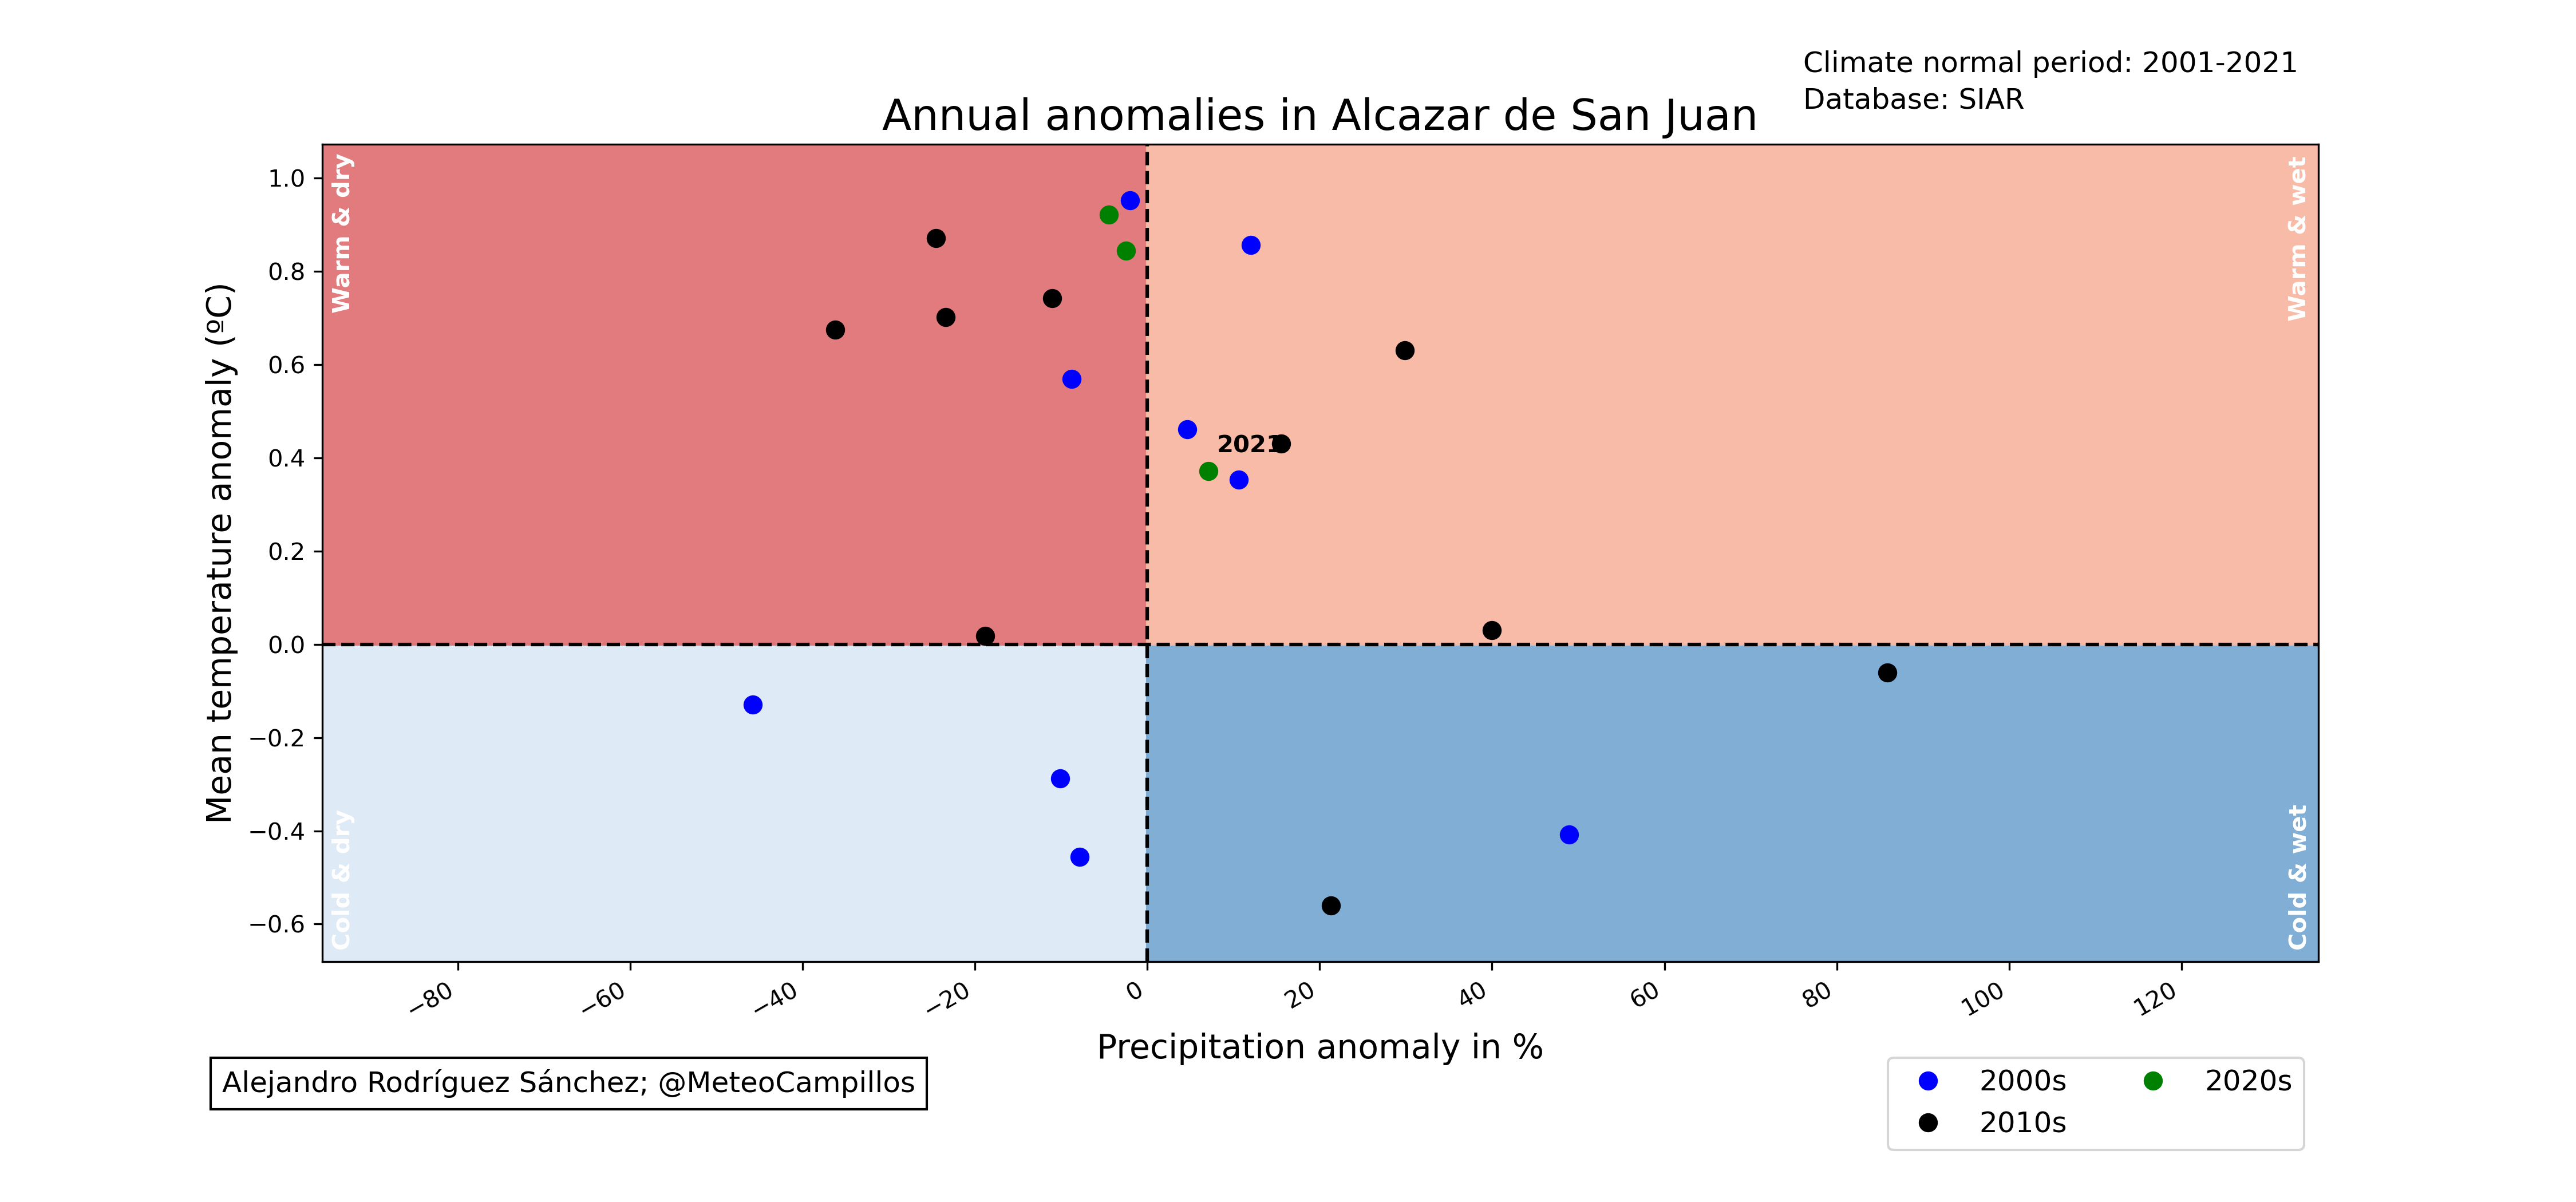 Climate normal period: 2001-2021
Database: SIAR
Annual anomalies in Alcazar de San Juan
Warm & dry
Warm & wet
1.0
0.8
0.6
0.4
0.2
0.0
−0.2
−0.4
−0.6
Mean temperature anomaly (ºC)
2021
Cold & dry
Cold & wet
−80 −60 −40 −20 0 20 40 60 80 100 120
Precipitation anomaly in %
Alejandro Rodríguez Sánchez; @MeteoCampillos
2000s 2020s
2010s